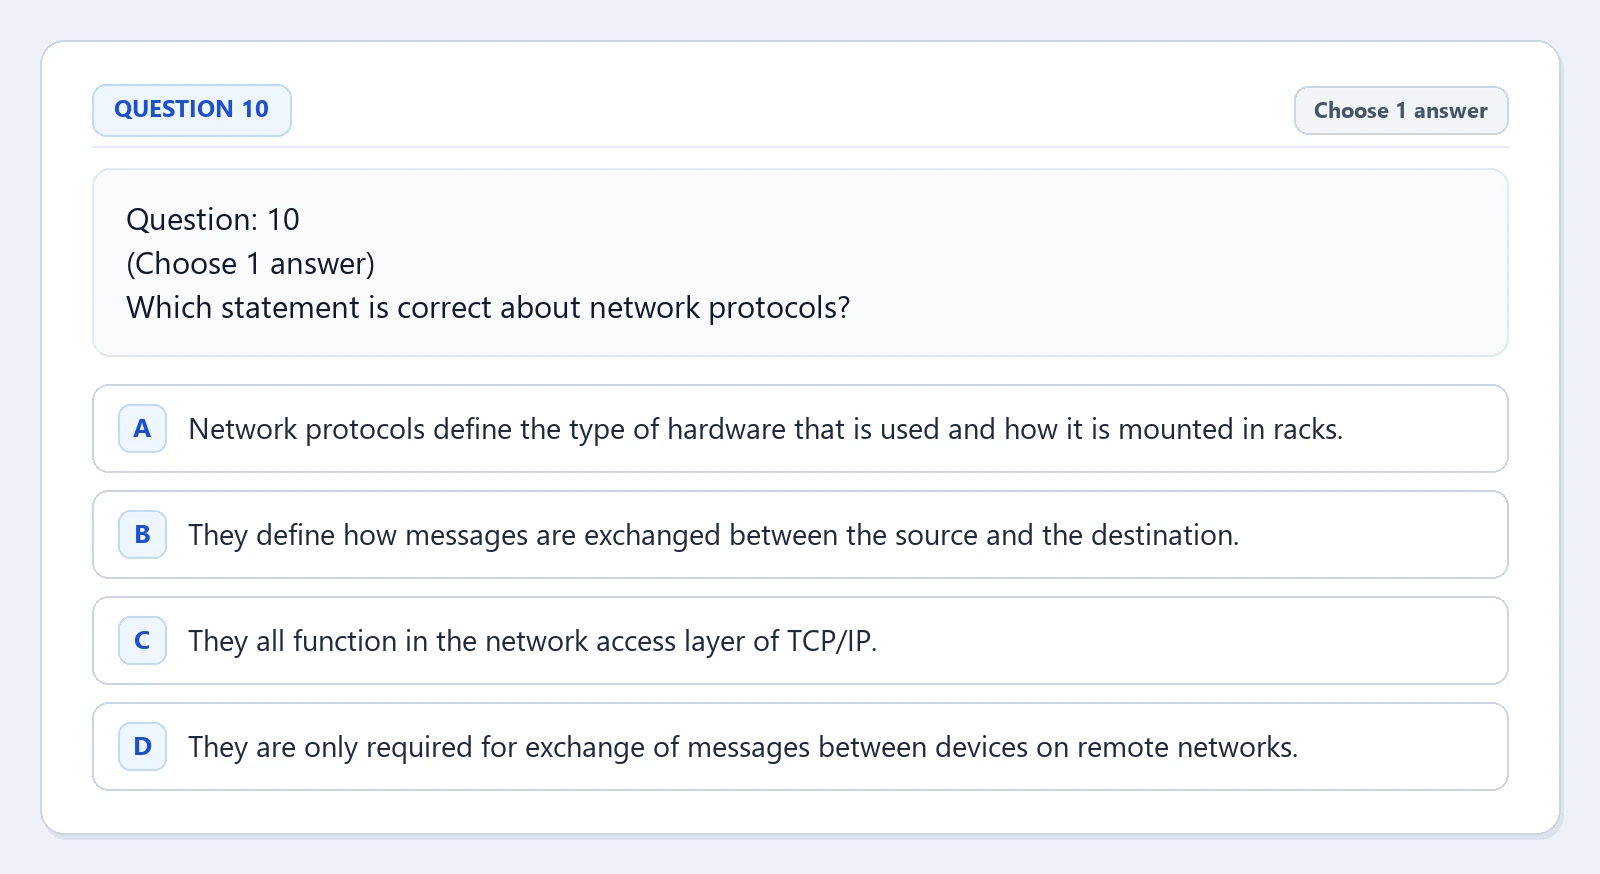 QUESTION 10
Choose 1 answer
Question: 10
(Choose 1 answer)
Which statement is correct about network protocols?
A Network protocols define the type of hardware that is used and how it is mounted in racks.
B They define how messages are exchanged between the source and the destination.
C They all function in the network access layer of TCP/IP.
D They are only required for exchange of messages between devices on remote networks.